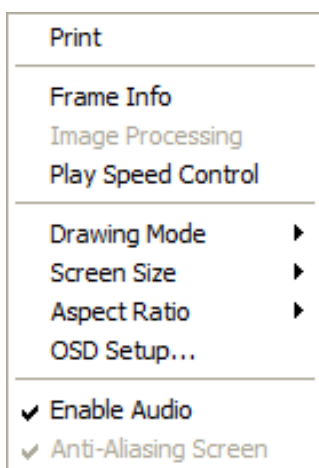 Print
Frame Info
Image Processing
Play Speed Control
Drawing Mode
Screen Size
Aspect Ratio
OSD Setup...
Enable Audio
Anti-Aliasing Screen